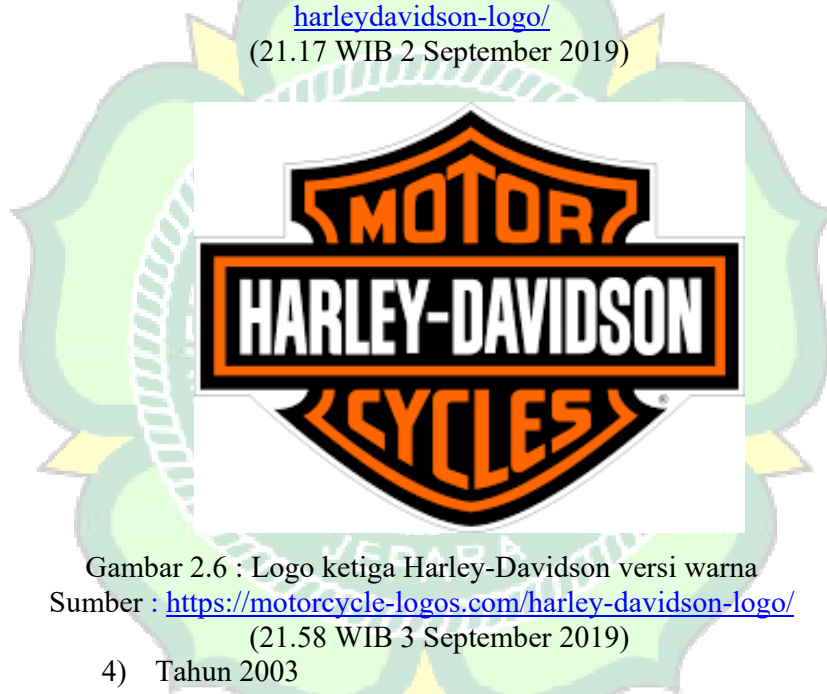 harleydavidson-logo/
(21.17 WIB 2 September 2019)
MOTOR
HARLEY-DAVIDSON
CYCLES
®
JEPARA
Gambar 2.6 : Logo ketiga Harley-Davidson versi warna
Sumber : https://motorcycle-logos.com/harley-davidson-logo/
(21.58 WIB 3 September 2019)
4) Tahun 2003